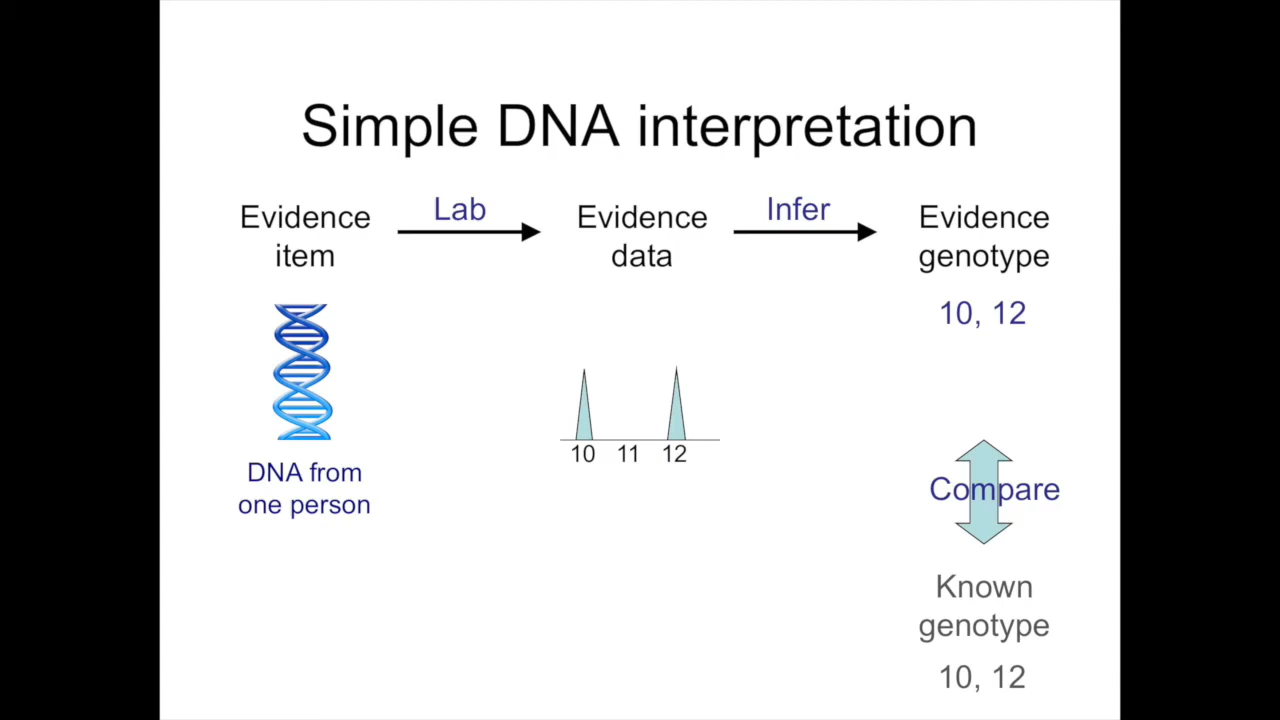 Simple DNA interpretation
Evidence
item
Lab
Evidence
data
Infer
Evidence
genotype
10, 12
10 11 12
DNA from
one person
Compare
Known
genotype
10, 12